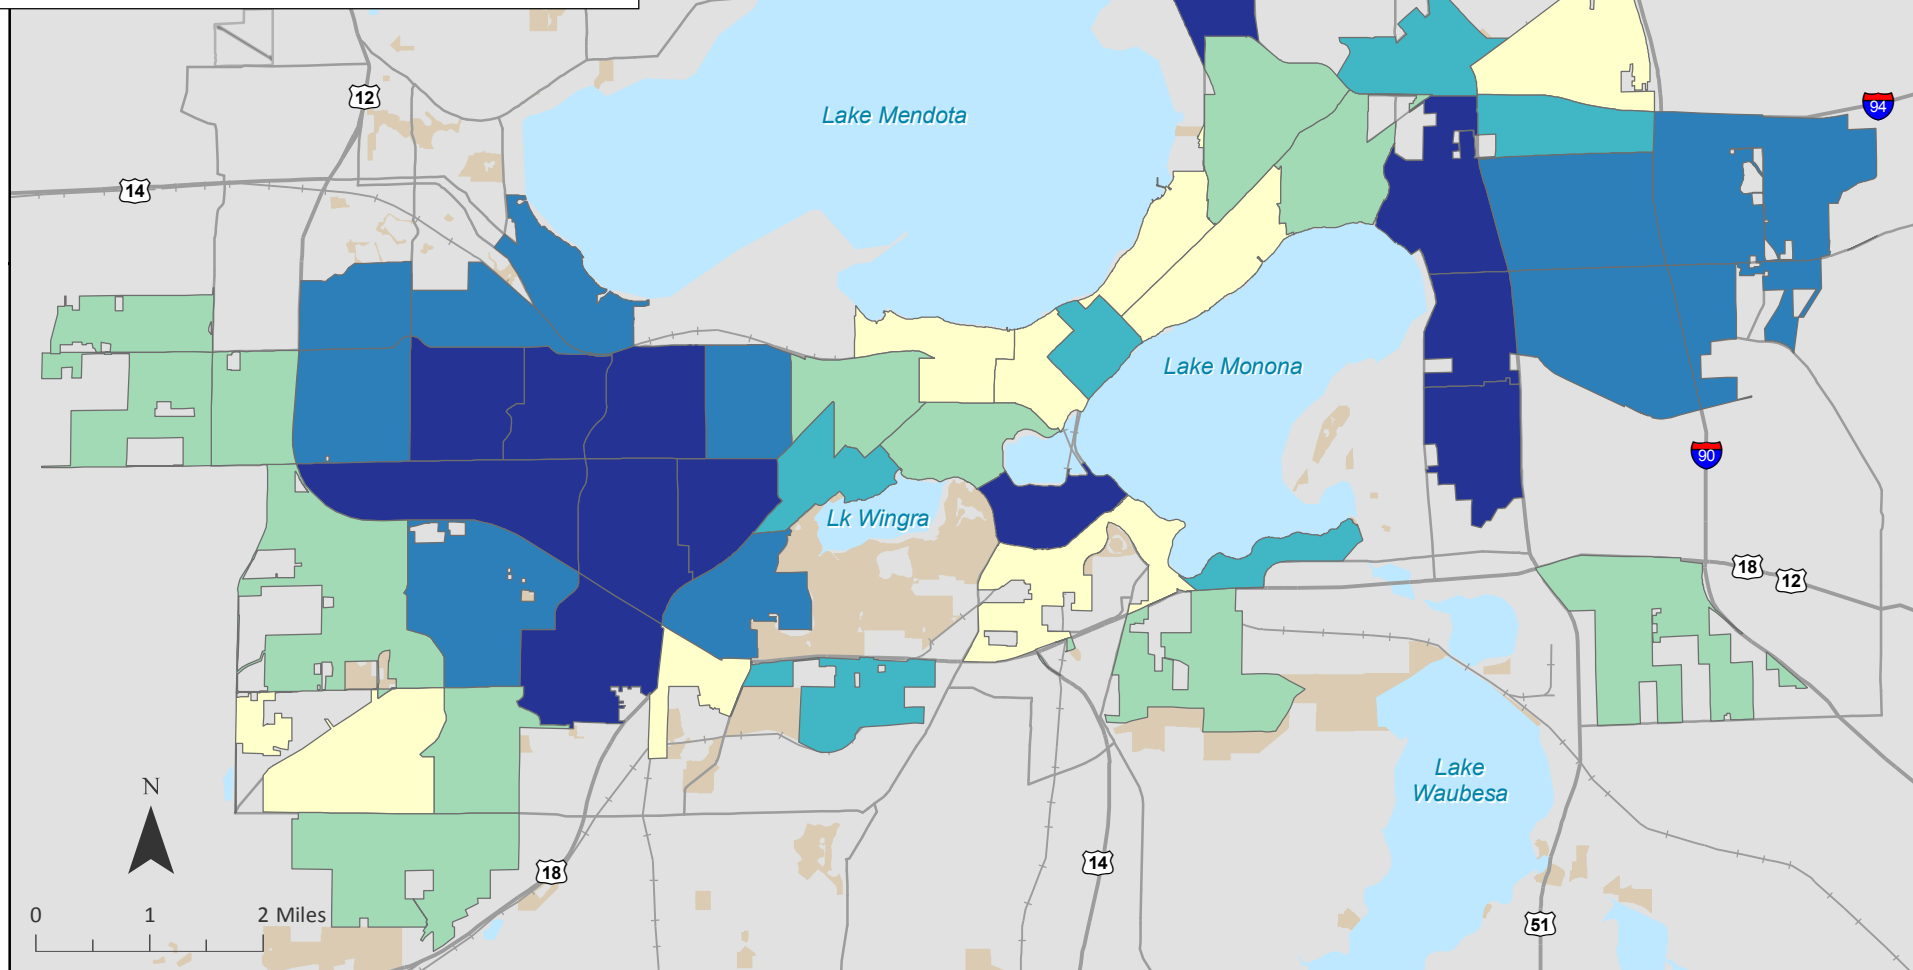 12
Lake Mendota
94
14
Lake Monona
90
Lk Wingra
18
12
Lake
Waubesa
N
18
14
0 1 2 Miles
51